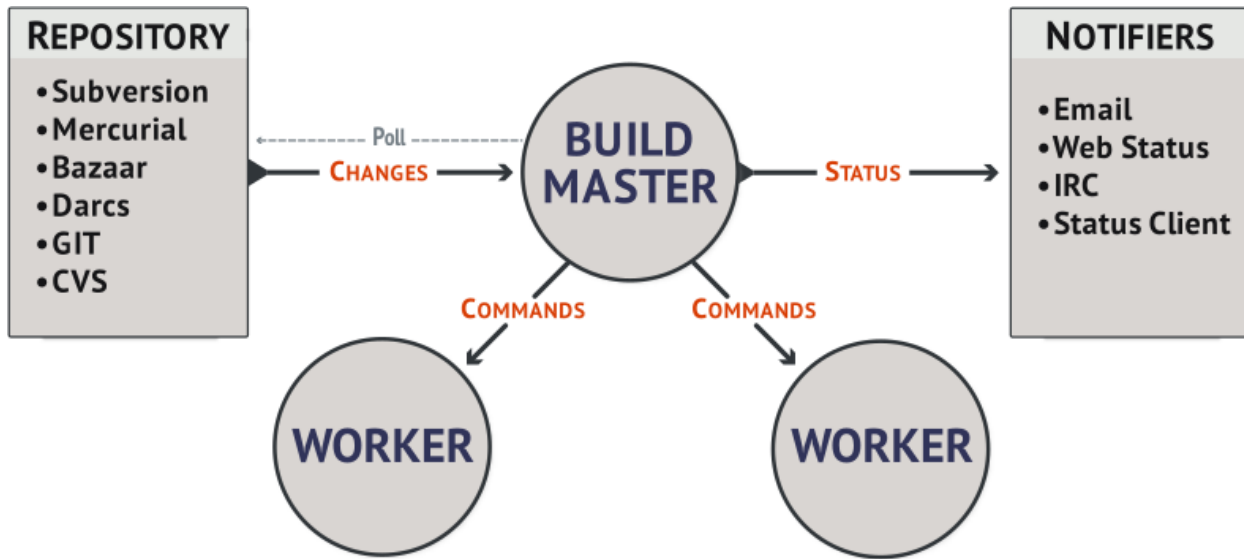 REPOSITORY
•Subversion
•Mercurial
•Bazaar
•Darcs
•GIT
•CVS
Poll
CHANGES
BUILD
MASTER
STATUS
NOTIFIERS
•Email
•Web Status
•IRC
•Status Client
COMMANDS
COMMANDS
WORKER
WORKER